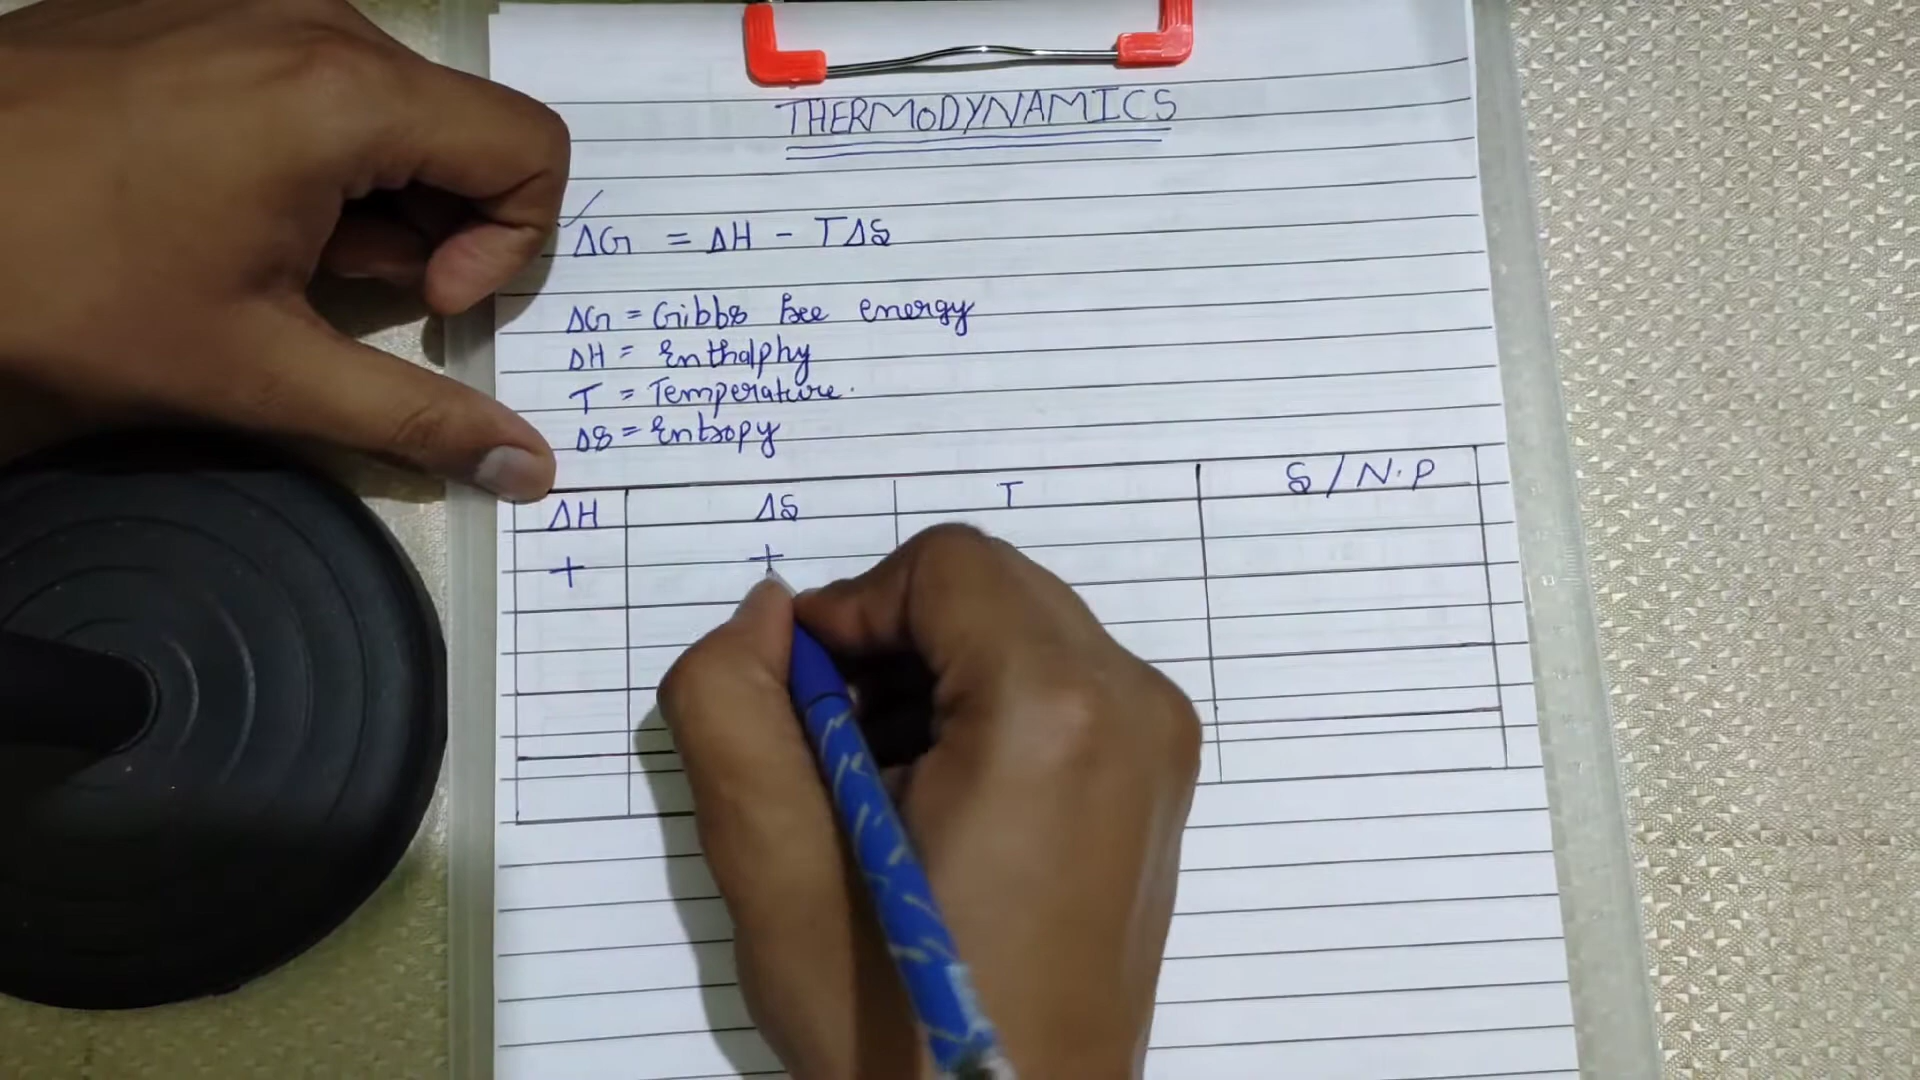 THERMODYNAMICS
ΔG = ΔH - TΔS
ΔG = Gibbs free energy
ΔH = Enthalphy
T = Temperature.
ΔS = Entropy
ΔH ΔS T S/N.P
+ +